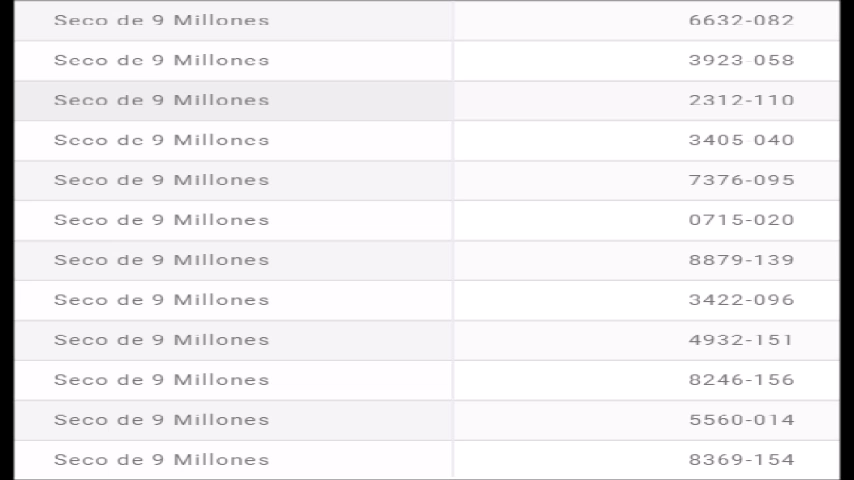 Seco de 9 Millones 6632-082
Seco de 9 Millones 3923-058
Seco de 9 Millones 2312-110
Seco de 9 Millones 3405-040
Seco de 9 Millones 7376-095
Seco de 9 Millones 0715-020
Seco de 9 Millones 8879-139
Seco de 9 Millones 3422-096
Seco de 9 Millones 4932-151
Seco de 9 Millones 8246-156
Seco de 9 Millones 5560-014
Seco de 9 Millones 8369-154